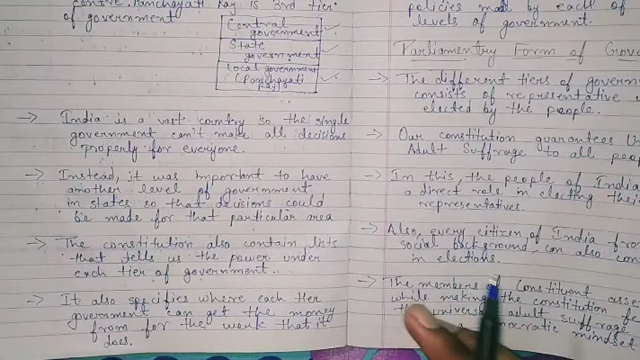 centre. Panchayati Raj is 3rd tier
of government
Central
government
State
government
Local government
(Panchayati
Raj)
→ India is a vast country so the single
government can't make all decisions
properly for everyone.
→ Instead, it was important to have
another level of government
in states so that decisions could
be made for that particular area
→ The constitution also contain lists
that tells us the power under
each tier of government.
→ It also specifies where each tier
government can get the money
from for the work that it
does.
policies made by each of
levels of government.
Parliamentry Form of
→ The different tiers of
consists of representative
elected by the people.
→ Our constitution guarantees
Adult Suffrage to all
→ In this, the people of India
a direct role in electing
representatives.
→ Also, every citizen of India
social background, can also
in elections.
→ The members of Constituent
while making the constitution
adult suffrage
mindset